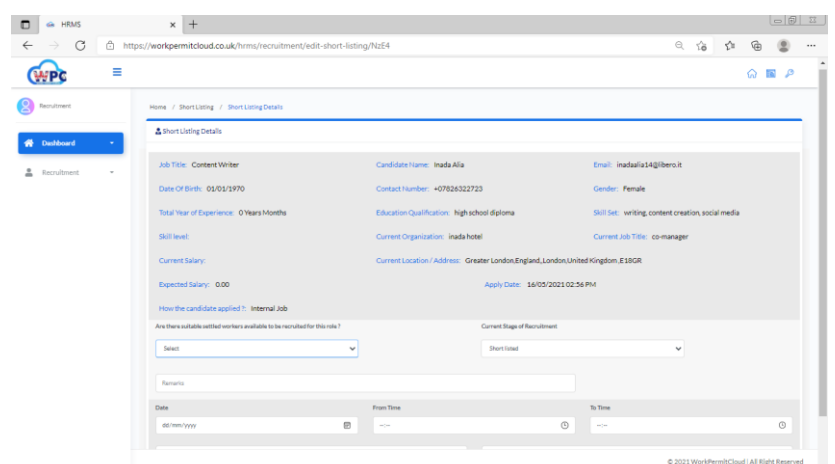 HRMS
https://workpermitcloud.co.uk/hrms/recruitment/edit-short-listing/NzE4
WPC
Recruitment
Home / Short Listing / Short Listing Details
Short Listing Details
Dashboard
Recruitment
Job Title: Content Writer Candidate Name: Inada Alia Email: inadaalia14@libero.it
Date Of Birth: 01/01/1970 Contact Number: +07826322723 Gender: Female
Total Year of Experience: 0 Years Months Education Qualification: high school diploma Skill Set: writing, content creation, social media
Skill level: Current Organization: inada hotel Current Job Title: co-manager
Current Salary: Current Location / Address: Greater London,England,,London,United Kingdom ,E18GR
Expected Salary: 0.00 Apply Date: 16/05/2021 02:56 PM
How the candidate applied ?: Internal Job
Are there suitable settled workers available to be recruited for this role ? Current Stage of Recruitment
Select Short listed
Remarks
Date From Time To Time
dd/mm/yyyy --:-- --:--
© 2021 WorkPermitCloud | All Right Reserved